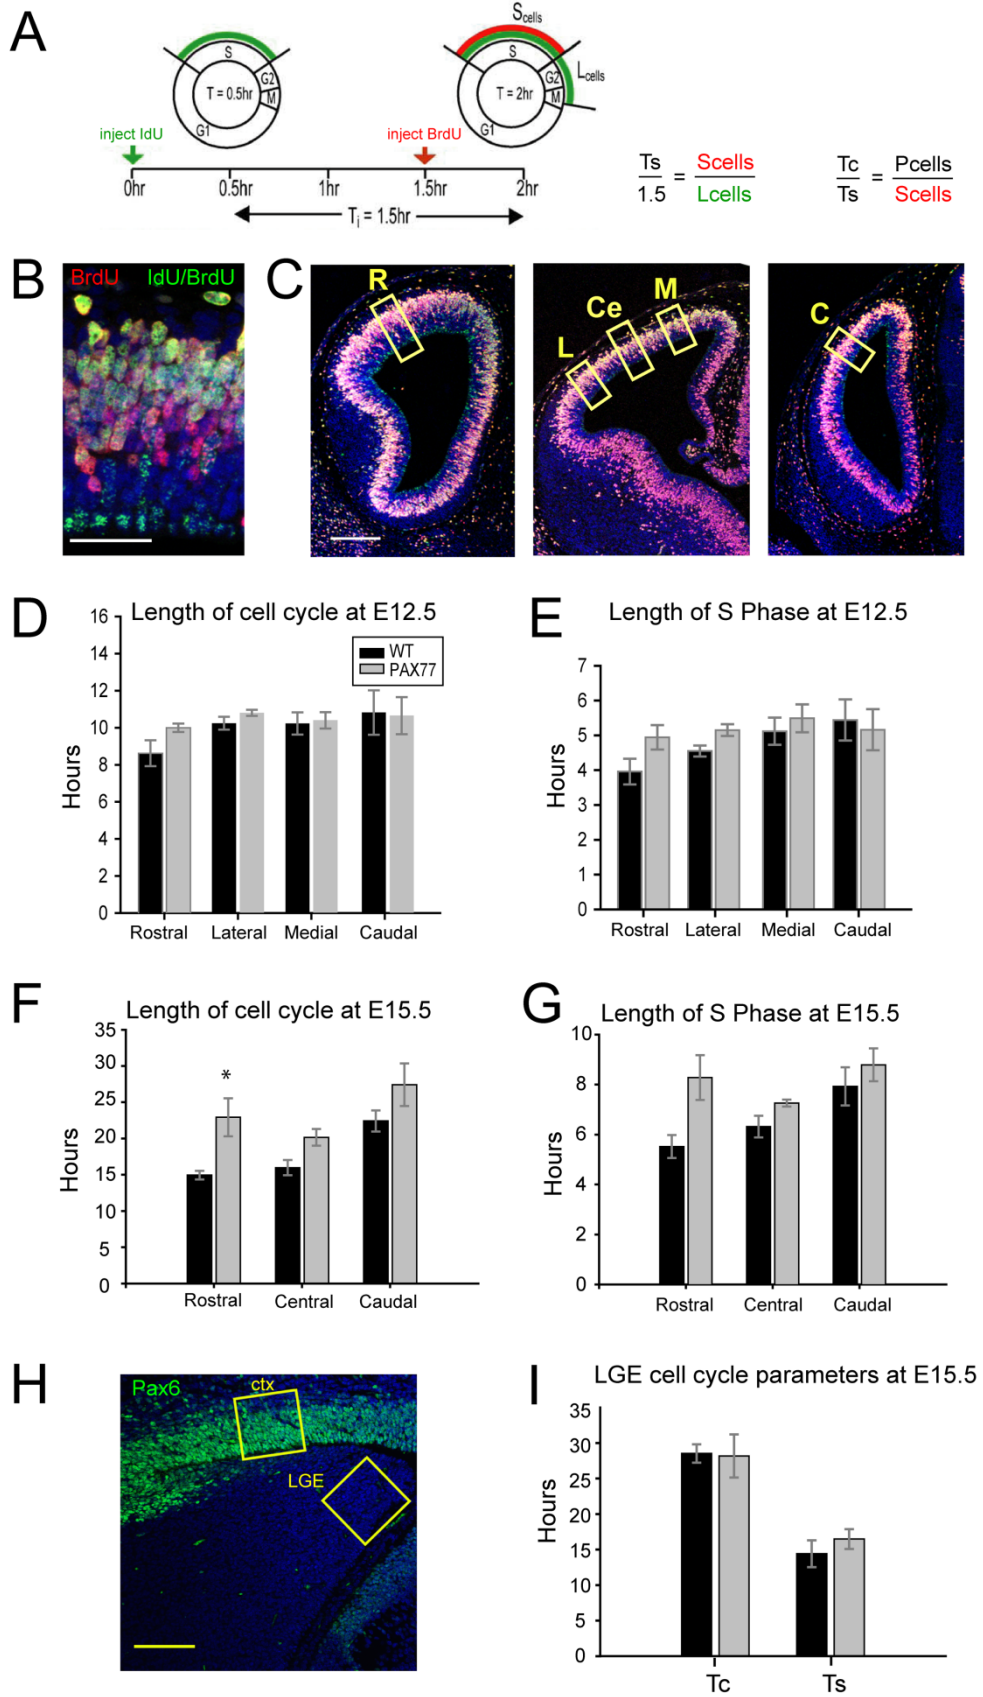 A
S
G2
M
G1
T = 0.5hr
Scells
S
G2
M
G1
T = 2hr
Lcells
inject IdU
inject BrdU
0hr 0.5hr 1hr 1.5hr 2hr
Ti = 1.5hr
Ts/1.5 = Scells/Lcells
Tc/Ts = Pcells/Scells
B
BrdU IdU/BrdU
C
R
L Ce M
C
D
Length of cell cycle at E12.5
WT
PAX77
Hours
16
14
12
10
8
6
4
2
0
Rostral Lateral Medial Caudal
E
Length of S Phase at E12.5
Hours
7
6
5
4
3
2
1
0
Rostral Lateral Medial Caudal
F
Length of cell cycle at E15.5
Hours
35
30
25
20
15
10
5
0
*
Rostral Central Caudal
G
Length of S Phase at E15.5
Hours
10
8
6
4
2
0
Rostral Central Caudal
H
Pax6
ctx
LGE
I
LGE cell cycle parameters at E15.5
Hours
35
30
25
20
15
10
5
0
Tc Ts